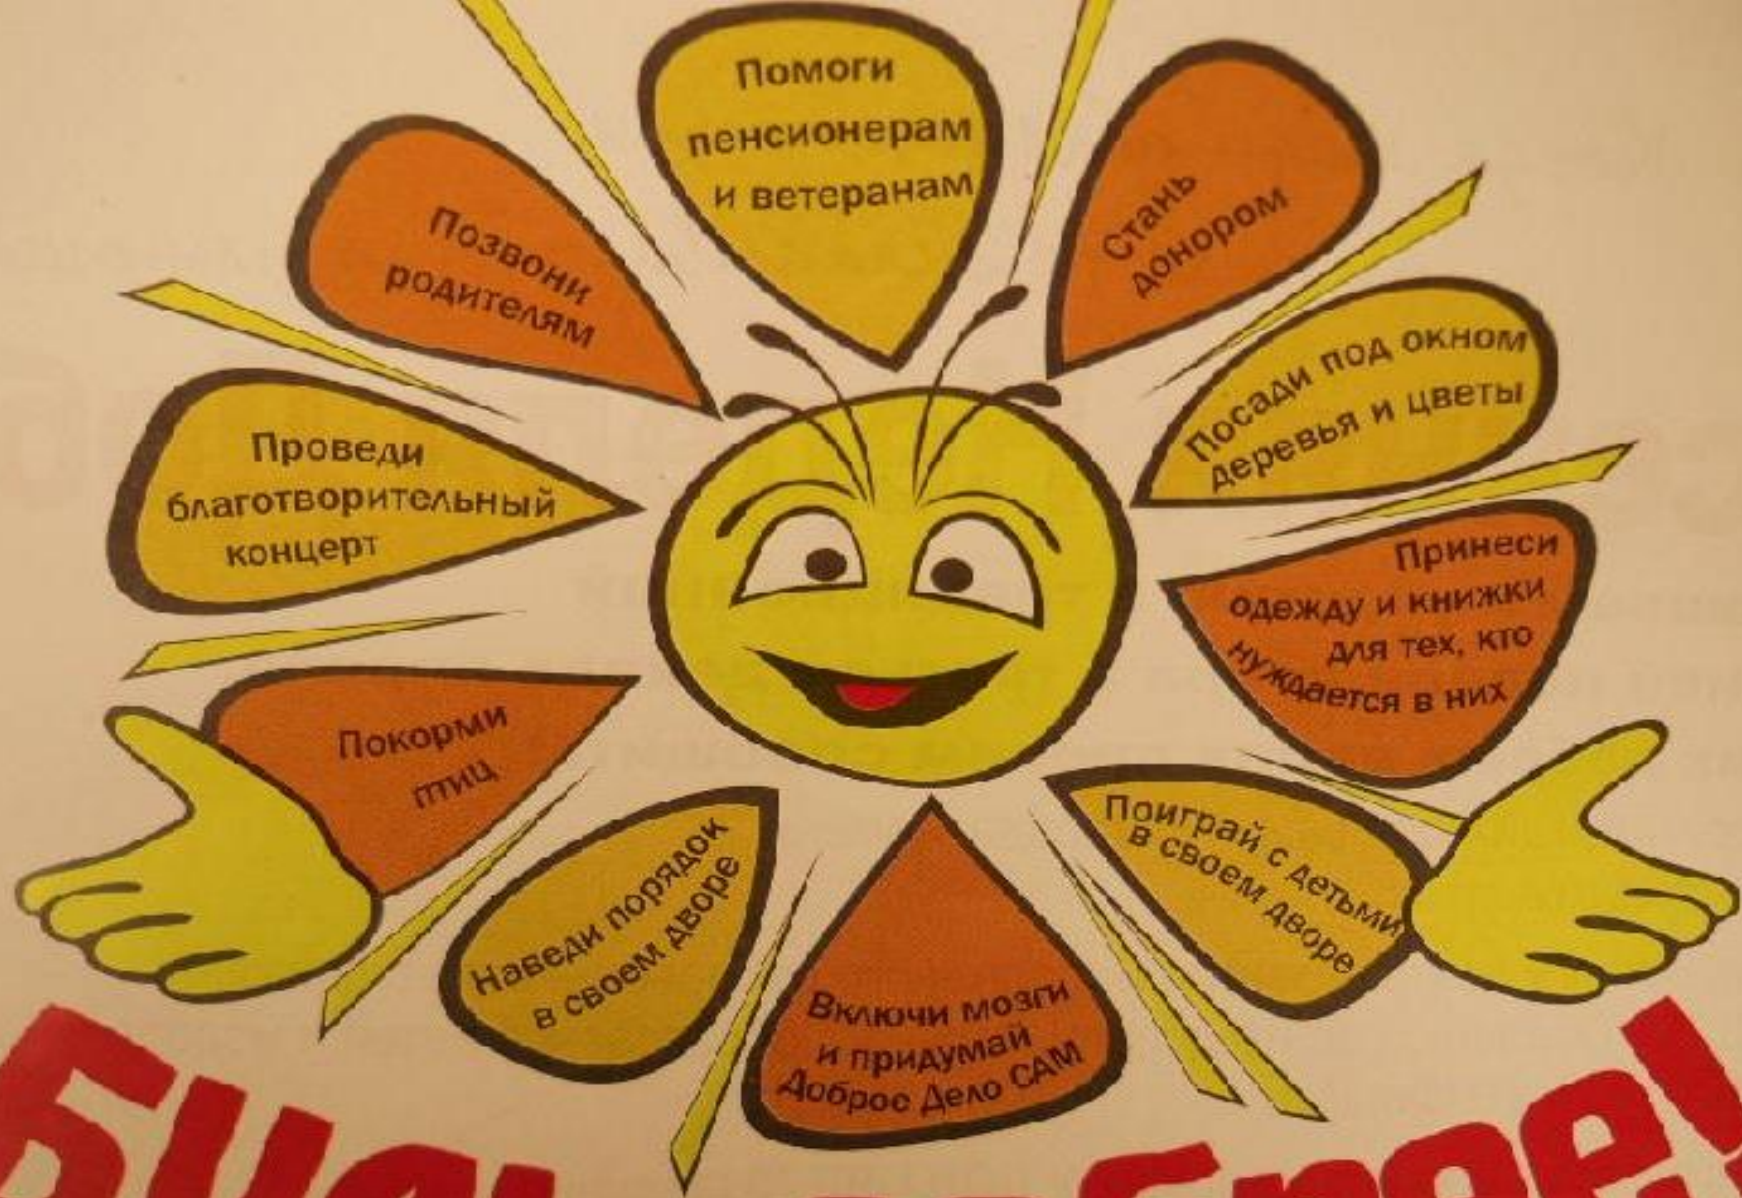 Помоги
пенсионерам
и ветеранам
Стань
донором
Посади под окном
деревья и цветы
Принеси
одежду и книжки
для тех, кто
нуждается в них
Поиграй с детьми
в своем дворе
Включи мозги
и придумай
Доброе Дело САМ
Наведи порядок
в своем дворе
Покорми
птиц
Проведи
благотворительный
концерт
Позвони
родителям